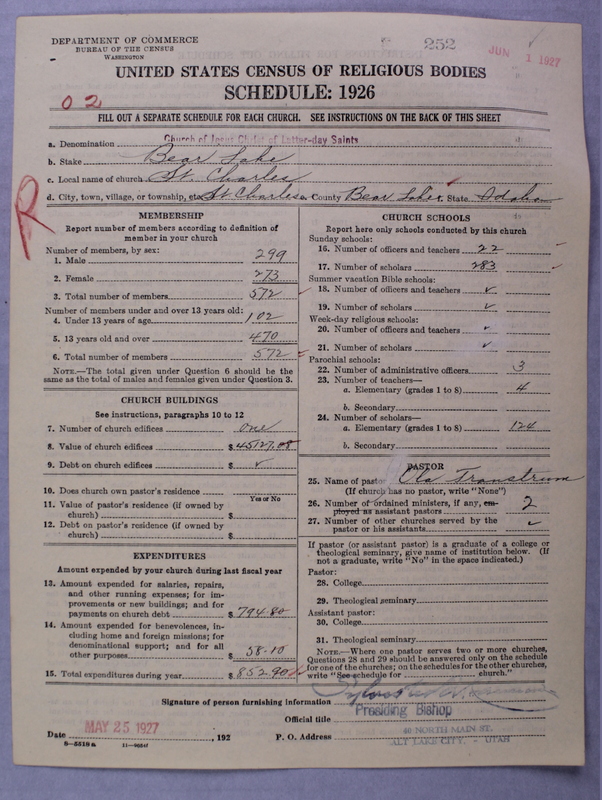 DEPARTMENT OF COMMERCE
BUREAU OF THE CENSUS
WASHINGTON
252
JUN 1 1927
UNITED STATES CENSUS OF RELIGIOUS BODIES
SCHEDULE: 1926
02
FILL OUT A SEPARATE SCHEDULE FOR EACH CHURCH. SEE INSTRUCTIONS ON THE BACK OF THIS SHEET
a. Denomination Church of Jesus Christ of Latter-day Saints
b. Stake Bear Lake
c. Local name of church St. Charles
d. City, town, village, or township, etc. St Charles County Bear Lake State Idaho
R
MEMBERSHIP
Report number of members according to definition of
member in your church
Number of members, by sex:
1. Male 299
2. Female 273
3. Total number of members 572
Number of members under and over 13 years old:
4. Under 13 years of age 102
5. 13 years old and over 470
6. Total number of members 572
NOTE.—The total given under Question 6 should be
same as the total of males and females given under Question 3.
CHURCH BUILDINGS
See instructions, paragraphs 10 to 12
7. Number of church edifices one
8. Value of church edifices $45127.08
9. Debt on church edifices $ ✓
10. Does church own pastor's residence
Yes or No
11. Value of pastor's residence (if owned by
church) $
12. Debt on pastor's residence (if owned by
church) $
EXPENDITURES
Amount expended by your church during last fiscal year
13. Amount expended for salaries, repairs,
and other running expenses; for im-
provements or new buildings; and for
payments on church debt $794.80
14. Amount expended for benevolences, in-
cluding home and foreign missions; for
denominational support; and for all
other purposes $58.10
15. Total expenditures during year $852.90
CHURCH SCHOOLS
Report here only schools conducted by this church
Sunday schools:
16. Number of officers and teachers 22
17. Number of scholars 283
Summer vacation Bible schools:
18. Number of officers and teachers ✓
19. Number of scholars ✓
Week-day religious schools:
20. Number of officers and teachers ✓
21. Number of scholars ✓
Parochial schools:
22. Number of administrative officers 3
23. Number of teachers—
a. Elementary (grades 1 to 8) 4
b. Secondary
24. Number of scholars—
a. Elementary (grades 1 to 8) 124
b. Secondary
PASTOR
25. Name of pastor Ola Transtrum
(If church has no pastor, write "None")
26. Number of ordained ministers, if any, em-
ployed as assistant pastors 2
27. Number of other churches served by the
pastor or his assistants ✓
If pastor (or assistant pastor) is a graduate of a college or
theological seminary, give name of institution below. (If
not a graduate, write "No" in the space indicated.)
Pastor:
28. College
29. Theological seminary
Assistant pastor:
30. College
31. Theological seminary
NOTE.—Where one pastor serves two or more churches,
Questions 28 and 29 should be answered only on the schedule
for one of the churches; on the schedules for the other churches,
write "See schedule for church."
Signature of person furnishing information
Official title Presiding Bishop
Date MAY 25 1927, 192 P. O. Address 40 NORTH MAIN ST.
SALT LAKE CITY, - UTAH
8—5518a